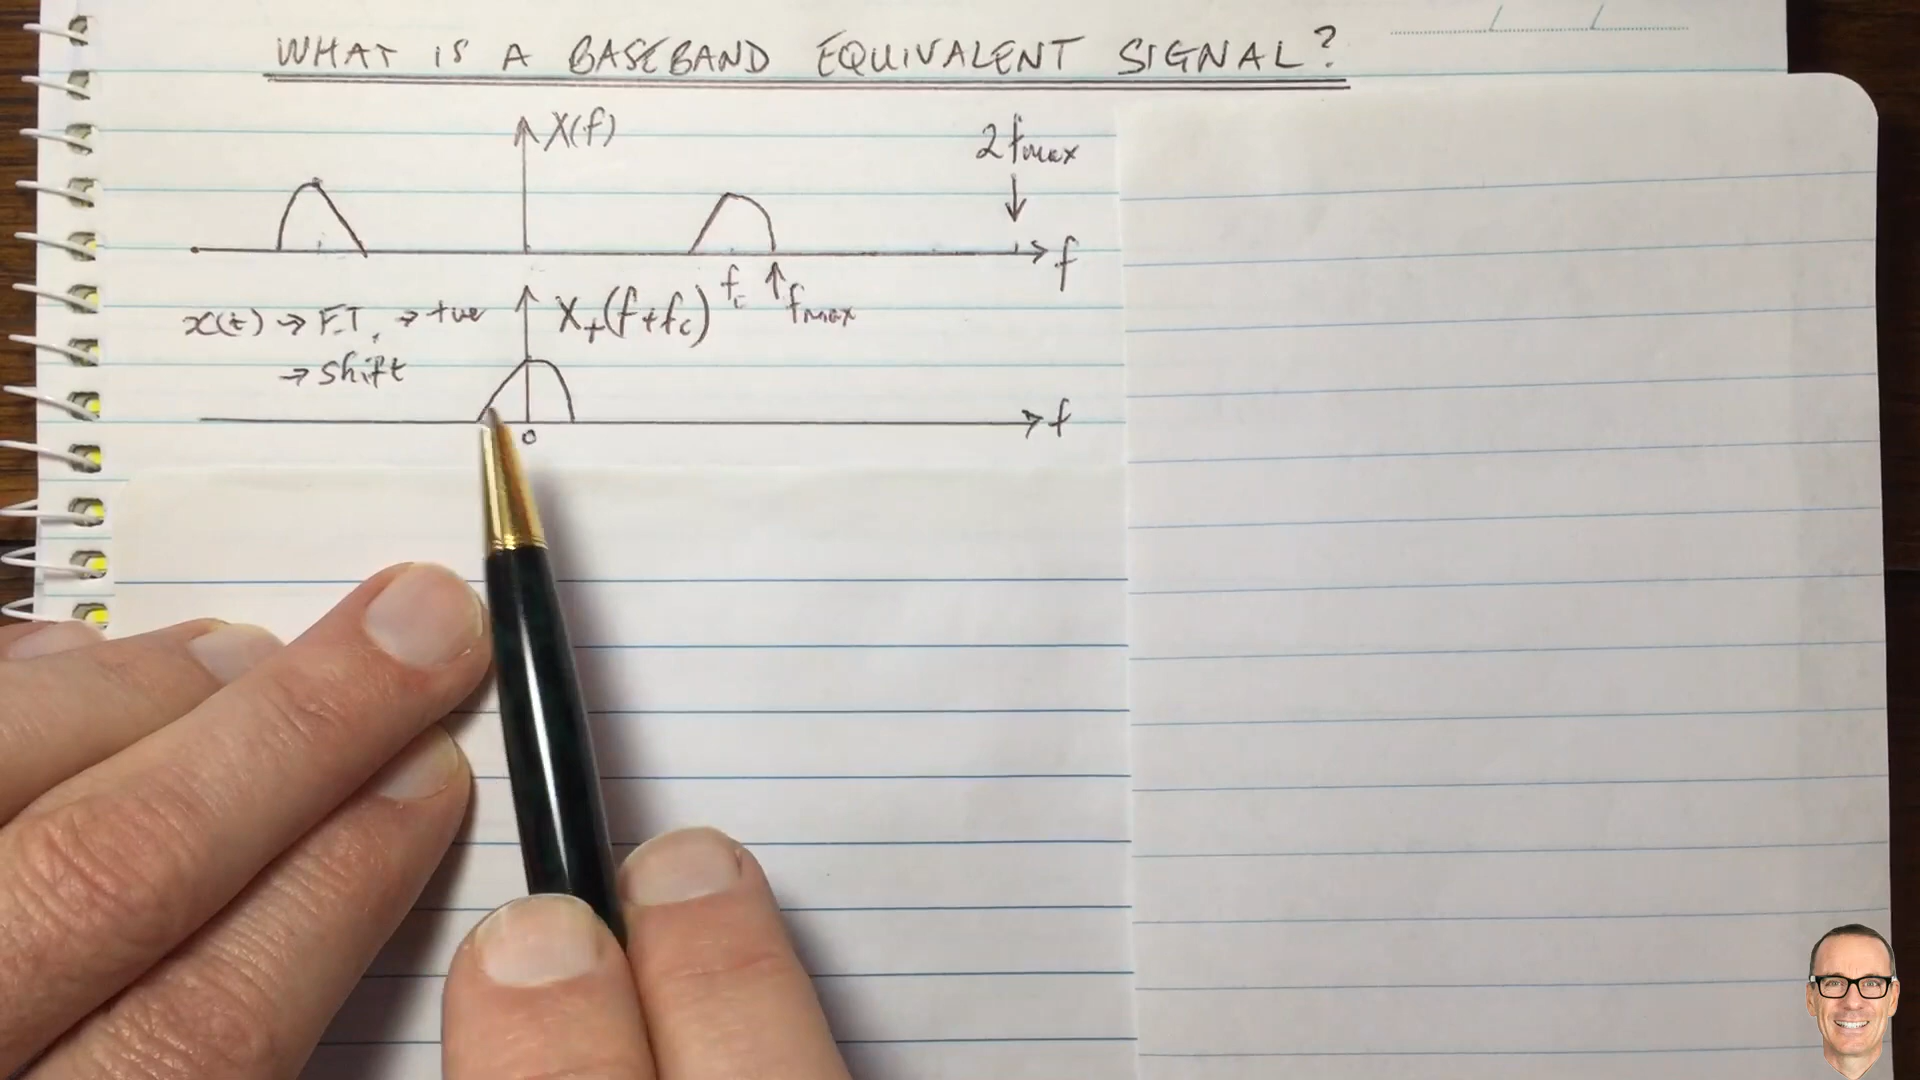 WHAT IS A BASEBAND EQUIVALENT SIGNAL?
X(f)
2fmax
f
fc
fmax
x(t) → F.T. → +ve
→ shift
X+(f+fc)
f
0